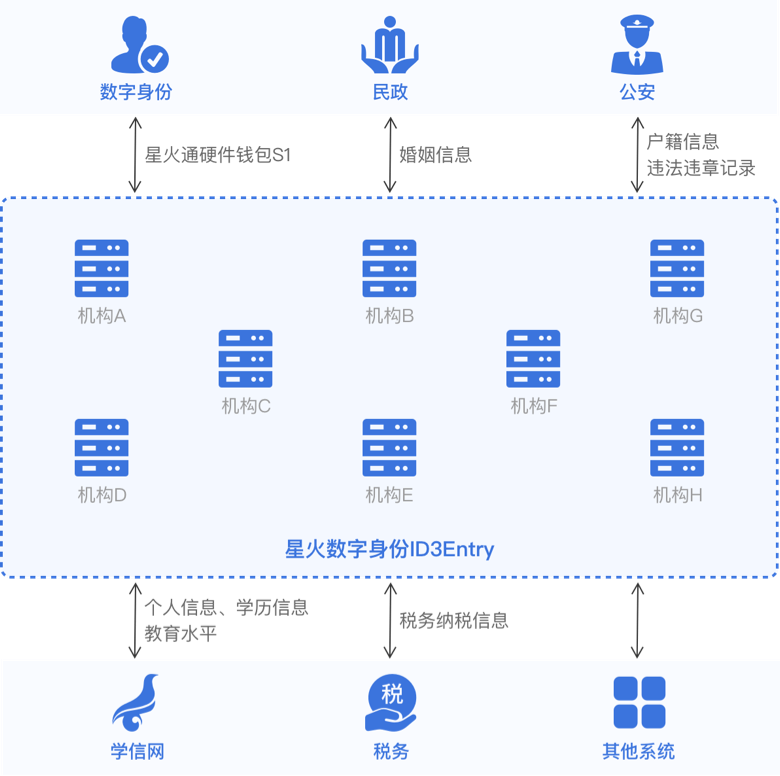 数字身份
民政
公安
星火通硬件钱包S1
婚姻信息
户籍信息
违法违章记录
机构A
机构B
机构G
机构C
机构F
机构D
机构E
机构H
星火数字身份ID3Entry
个人信息、学历信息
教育水平
税务纳税信息
税
学信网
税务
其他系统